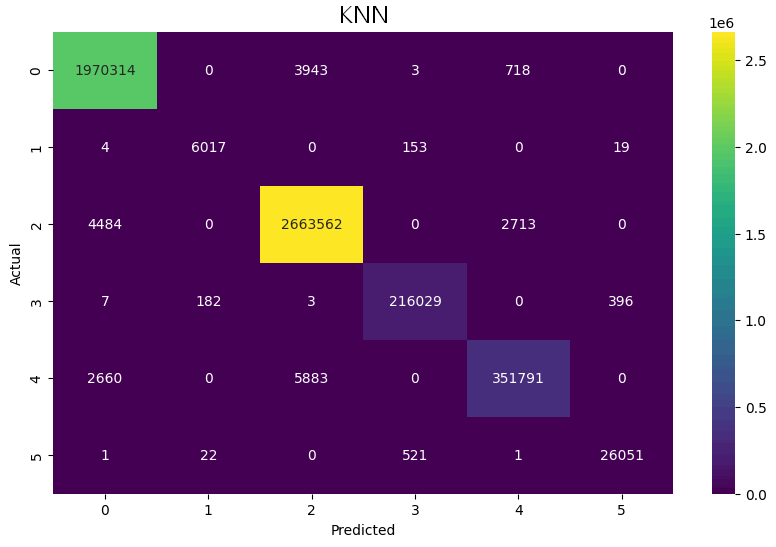 KNN
1e6
0 1970314 0 3943 3 718 0
1 4 6017 0 153 0 19
2 4484 0 2663562 0 2713 0
3 7 182 3 216029 0 396
4 2660 0 5883 0 351791 0
5 1 22 0 521 1 26051
0 1 2 3 4 5
Actual
Predicted
2.5
2.0
1.5
1.0
0.5
0.0